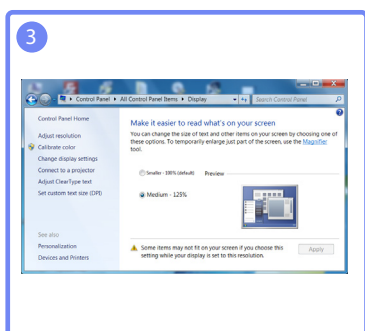 3
Control Panel ▸ All Control Panel Items ▸ Display
Search Control Panel
Control Panel Home
Adjust resolution
Calibrate color
Change display settings
Connect to a projector
Adjust ClearType text
Set custom text size (DPI)
See also
Personalization
Devices and Printers
Make it easier to read what's on your screen
You can change the size of text and other items on your screen by choosing one of
these options. To temporarily enlarge just part of the screen, use the Magnifier
tool.
Smaller - 100% (default) Preview
Medium - 125%
Some items may not fit on your screen if you choose this
setting while your display is set to this resolution.
Apply